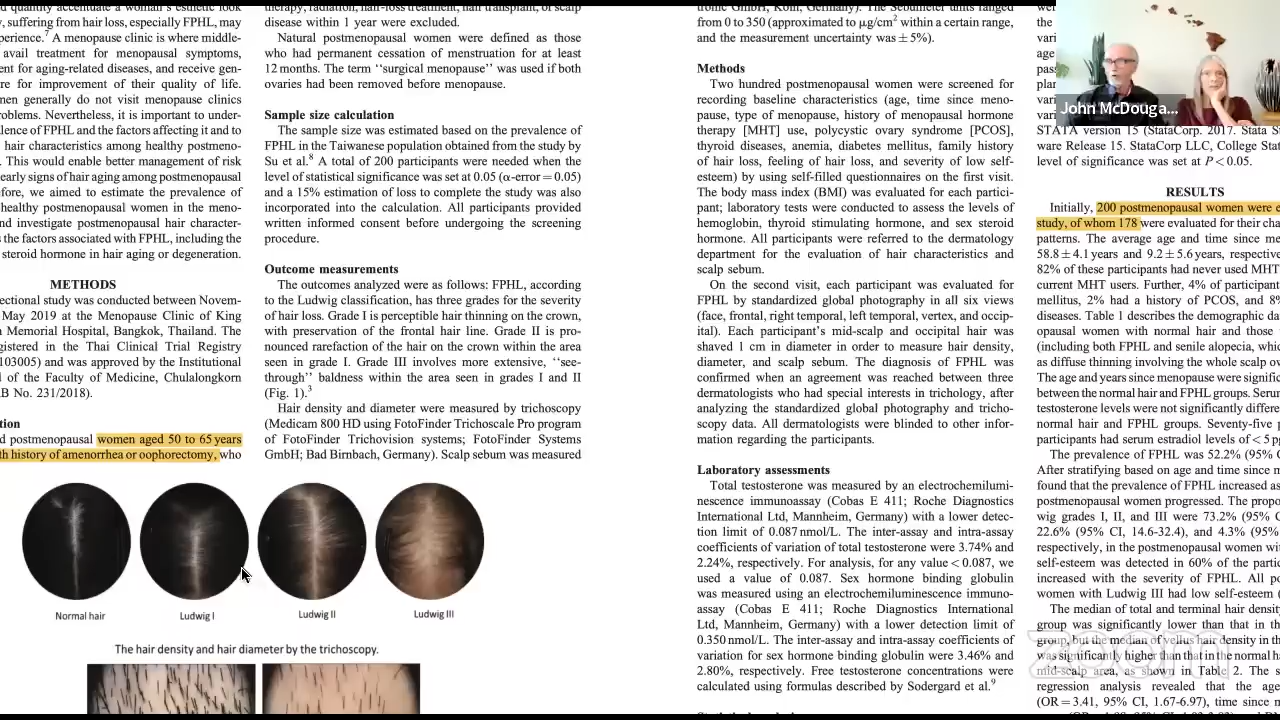 d quantity accentuate a woman's esthetic look
, suffering from hair loss, especially FPHL, may
perience.7 A menopause clinic is where middle-
avail treatment for menopausal symptoms,
ent for aging-related diseases, and receive gen-
re for improvement of their quality of life.
men generally do not visit menopause clinics
roblems. Nevertheless, it is important to under-
lence of FPHL and the factors affecting it and to
hair characteristics among healthy postmeno-
. This would enable better management of risk
early signs of hair aging among postmenopausal
fore, we aimed to estimate the prevalence of
healthy postmenopausal women in the meno-
nd investigate postmenopausal hair character-
s the factors associated with FPHL, including the
steroid hormone in hair aging or degeneration.
METHODS
ectional study was conducted between Novem-
May 2019 at the Menopause Clinic of King
n Memorial Hospital, Bangkok, Thailand. The
egistered in the Thai Clinical Trial Registry
103005) and was approved by the Institutional
d of the Faculty of Medicine, Chulalongkorn
B No. 231/2018).
tion
d postmenopausal women aged 50 to 65 years
th history of amenorrhea or oophorectomy, who
therapy, radiation, hair-loss treatment, hair transplant, or scalp
disease within 1 year were excluded.
Natural postmenopausal women were defined as those
who had permanent cessation of menstruation for at least
12 months. The term ‘‘surgical menopause’’ was used if both
ovaries had been removed before menopause.
Sample size calculation
The sample size was estimated based on the prevalence of
FPHL in the Taiwanese population obtained from the study by
Su et al.8 A total of 200 participants were needed when the
level of statistical significance was set at 0.05 (α-error = 0.05)
and a 15% estimation of loss to complete the study was also
incorporated into the calculation. All participants provided
written informed consent before undergoing the screening
procedure.
Outcome measurements
The outcomes analyzed were as follows: FPHL, according
to the Ludwig classification, has three grades for the severity
of hair loss. Grade I is perceptible hair thinning on the crown,
with preservation of the frontal hair line. Grade II is pro-
nounced rarefaction of the hair on the crown within the area
seen in grade I. Grade III involves more extensive, ‘‘see-
through’’ baldness within the area seen in grades I and II
(Fig. 1).3
Hair density and diameter were measured by trichoscopy
(Medicam 800 HD using FotoFinder Trichoscale Pro program
of FotoFinder Trichovision systems; FotoFinder Systems
GmbH; Bad Birnbach, Germany). Scalp sebum was measured
Normal hair
Ludwig I
Ludwig II
Ludwig III
The hair density and hair diameter by the trichoscopy.
tronic GmbH, Koln, Germany). The Sebumeter units ranged
from 0 to 350 (approximated to μg/cm2 within a certain range,
and the measurement uncertainty was ± 5%).
Methods
Two hundred postmenopausal women were screened for
recording baseline characteristics (age, time since meno-
pause, type of menopause, history of menopausal hormone
therapy [MHT] use, polycystic ovary syndrome [PCOS],
thyroid diseases, anemia, diabetes mellitus, family history
of hair loss, feeling of hair loss, and severity of low self-
esteem) by using self-filled questionnaires on the first visit.
The body mass index (BMI) was evaluated for each partici-
pant; laboratory tests were conducted to assess the levels of
hemoglobin, thyroid stimulating hormone, and sex steroid
hormone. All participants were referred to the dermatology
department for the evaluation of hair characteristics and
scalp sebum.
On the second visit, each participant was evaluated for
FPHL by standardized global photography in all six views
(face, frontal, right temporal, left temporal, vertex, and occip-
ital). Each participant's mid-scalp and occipital hair was
shaved 1 cm in diameter in order to measure hair density,
diameter, and scalp sebum. The diagnosis of FPHL was
confirmed when an agreement was reached between three
dermatologists who had special interests in trichology, after
analyzing the standardized global photography and tricho-
scopy data. All dermatologists were blinded to other infor-
mation regarding the participants.
Laboratory assessments
Total testosterone was measured by an electrochemilumi-
nescence immunoassay (Cobas E 411; Roche Diagnostics
International Ltd, Mannheim, Germany) with a lower detec-
tion limit of 0.087 nmol/L. The inter-assay and intra-assay
coefficients of variation of total testosterone were 3.74% and
2.24%, respectively. For analysis, for any value < 0.087, we
used a value of 0.087. Sex hormone binding globulin
was measured using an electrochemiluminescence immuno-
assay (Cobas E 411; Roche Diagnostics International
Ltd, Mannheim, Germany) with a lower detection limit of
0.350 nmol/L. The inter-assay and intra-assay coefficients of
variation for sex hormone binding globulin were 3.46% and
2.80%, respectively. Free testosterone concentrations were
calculated using formulas described by Sodergard et al.9
wer
the
vari
age
pass
plan
vari
vari
John McDouga...
STATA version 15 (StataCorp. 2017. Stata S
ware Release 15. StataCorp LLC, College Stat
level of significance was set at P < 0.05.
RESULTS
Initially, 200 postmenopausal women were e
study, of whom 178 were evaluated for their cha
patterns. The average age and time since me
58.8 ± 4.1 years and 9.2 ± 5.6 years, respective
82% of these participants had never used MHT
current MHT users. Further, 4% of participant
mellitus, 2% had a history of PCOS, and 8%
diseases. Table 1 describes the demographic da
opausal women with normal hair and those
(including both FPHL and senile alopecia, whic
as diffuse thinning involving the whole scalp ov
The age and years since menopause were signific
between the normal hair and FPHL groups. Seru
testosterone levels were not significantly differe
normal hair and FPHL groups. Seventy-five p
participants had serum estradiol levels of < 5 pg
The prevalence of FPHL was 52.2% (95% C
After stratifying based on age and time since m
found that the prevalence of FPHL increased as
postmenopausal women progressed. The propo
wig grades I, II, and III were 73.2% (95% C
22.6% (95% CI, 14.6-32.4), and 4.3% (95%
respectively, in the postmenopausal women wi
self-esteem was detected in 60% of the partic
increased with the severity of FPHL. All po
women with Ludwig III had low self-esteem (
The median of total and terminal hair densit
group was significantly lower than that in th
group, but the median of vellus hair density in th
was significantly higher than that in the normal ha
mid-scalp area, as shown in Table 2. The s
regression analysis revealed that the age
(OR = 3.41, 95% CI, 1.67-6.97), time since m
zoom